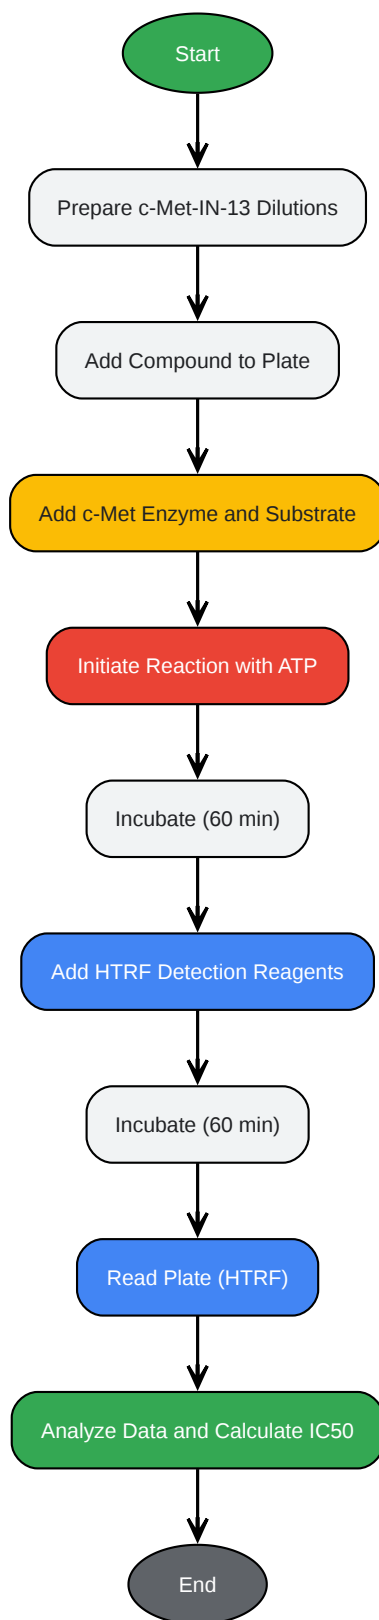 Start
Prepare c-Met-IN-13 Dilutions
Add Compound to Plate
Add c-Met Enzyme and Substrate
Initiate Reaction with ATP
Incubate (60 min)
Add HTRF Detection Reagents
Incubate (60 min)
Read Plate (HTRF)
Analyze Data and Calculate IC50
End